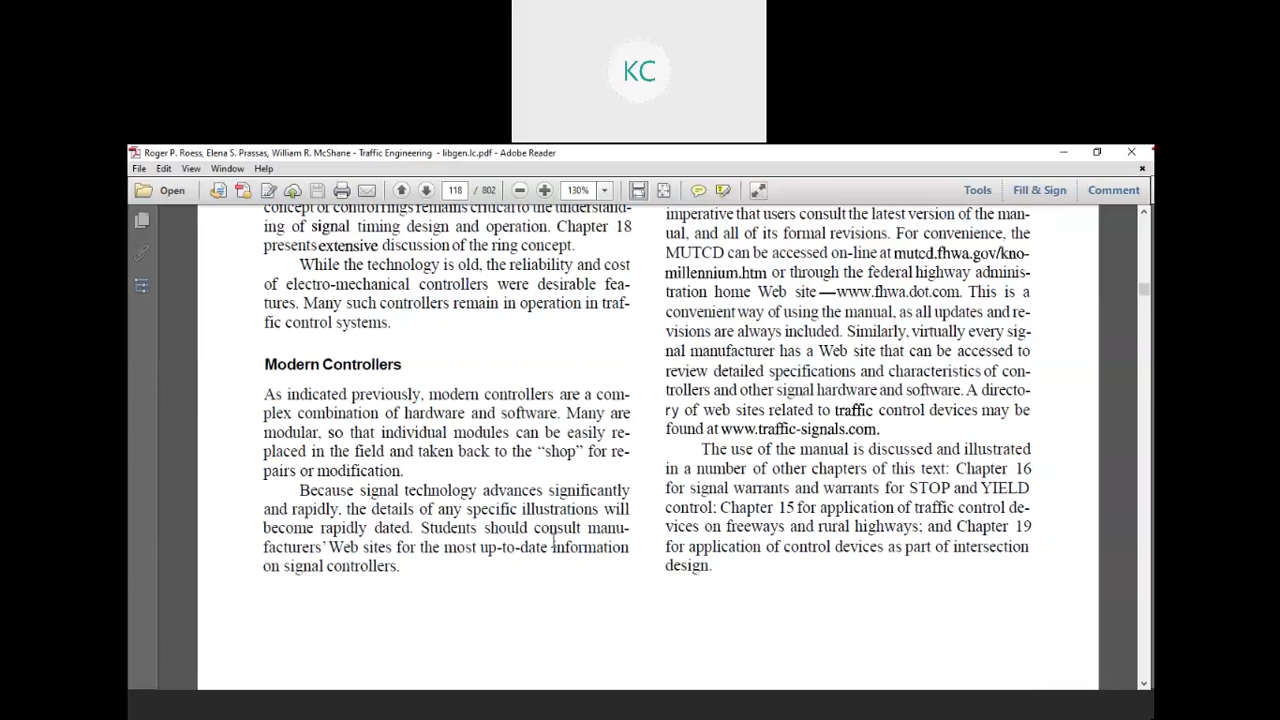 KC
Roger P. Roess, Elena S. Prassas, William R. McShane - Traffic Engineering - libgen.lc.pdf - Adobe Reader
File Edit View Window Help
Open 118 / 802 130% Tools Fill & Sign Comment
concept of control rings remains critical to the understand-
ing of signal timing design and operation. Chapter 18
presents extensive discussion of the ring concept.
While the technology is old, the reliability and cost
of electro-mechanical controllers were desirable fea-
tures. Many such controllers remain in operation in traf-
fic control systems.
Modern Controllers
As indicated previously, modern controllers are a com-
plex combination of hardware and software. Many are
modular, so that individual modules can be easily re-
placed in the field and taken back to the “shop” for re-
pairs or modification.
Because signal technology advances significantly
and rapidly, the details of any specific illustrations will
become rapidly dated. Students should consult manu-
facturers' Web sites for the most up-to-date information
on signal controllers.
imperative that users consult the latest version of the man-
ual, and all of its formal revisions. For convenience, the
MUTCD can be accessed on-line at mutcd.fhwa.gov/kno-
millennium.htm or through the federal highway adminis-
tration home Web site—www.fhwa.dot.com. This is a
convenient way of using the manual, as all updates and re-
visions are always included. Similarly, virtually every sig-
nal manufacturer has a Web site that can be accessed to
review detailed specifications and characteristics of con-
trollers and other signal hardware and software. A directo-
ry of web sites related to traffic control devices may be
found at www.traffic-signals.com.
The use of the manual is discussed and illustrated
in a number of other chapters of this text: Chapter 16
for signal warrants and warrants for STOP and YIELD
control; Chapter 15 for application of traffic control de-
vices on freeways and rural highways; and Chapter 19
for application of control devices as part of intersection
design.